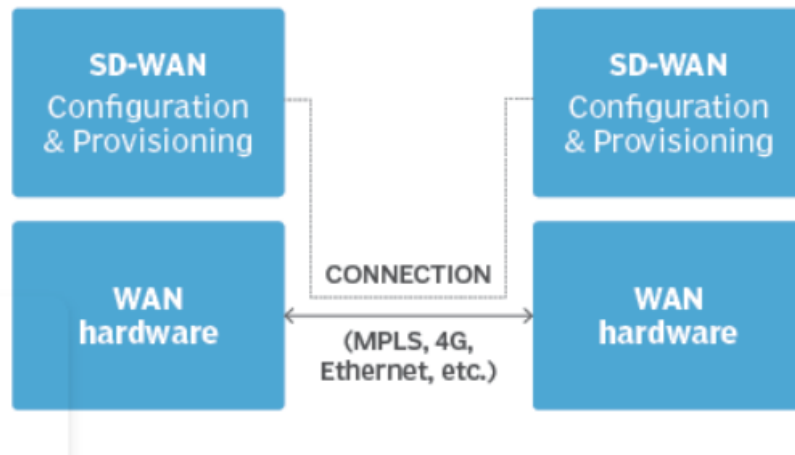 SD-WAN
Configuration
& Provisioning
SD-WAN
Configuration
& Provisioning
CONNECTION
WAN
hardware
(MPLS, 4G,
Ethernet, etc.)
WAN
hardware